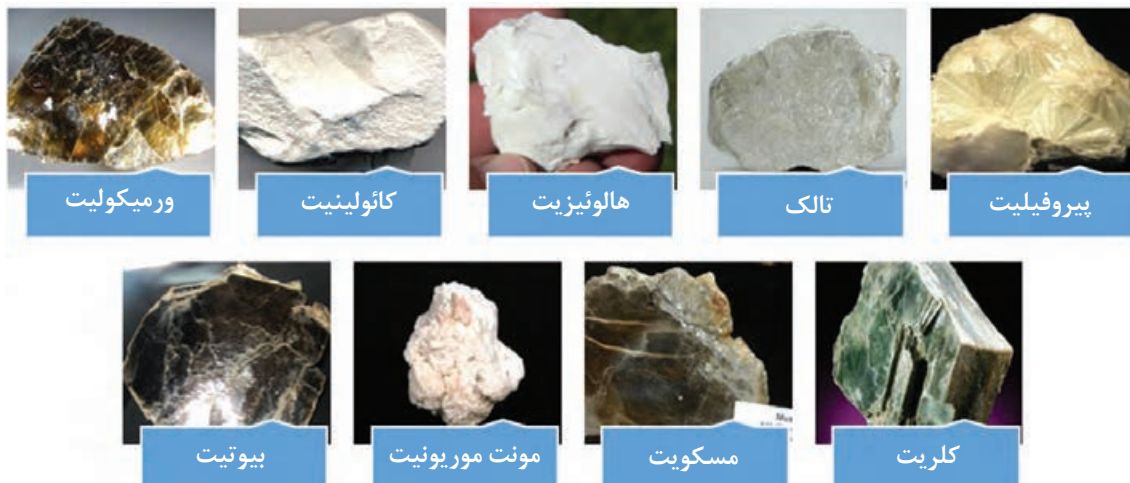 پیروفیلیت
تالک
هالوئیزیت
کائولینیت
ورمیکولیت
کلریت
مسکویت
مونت موریونیت
بیوتیت